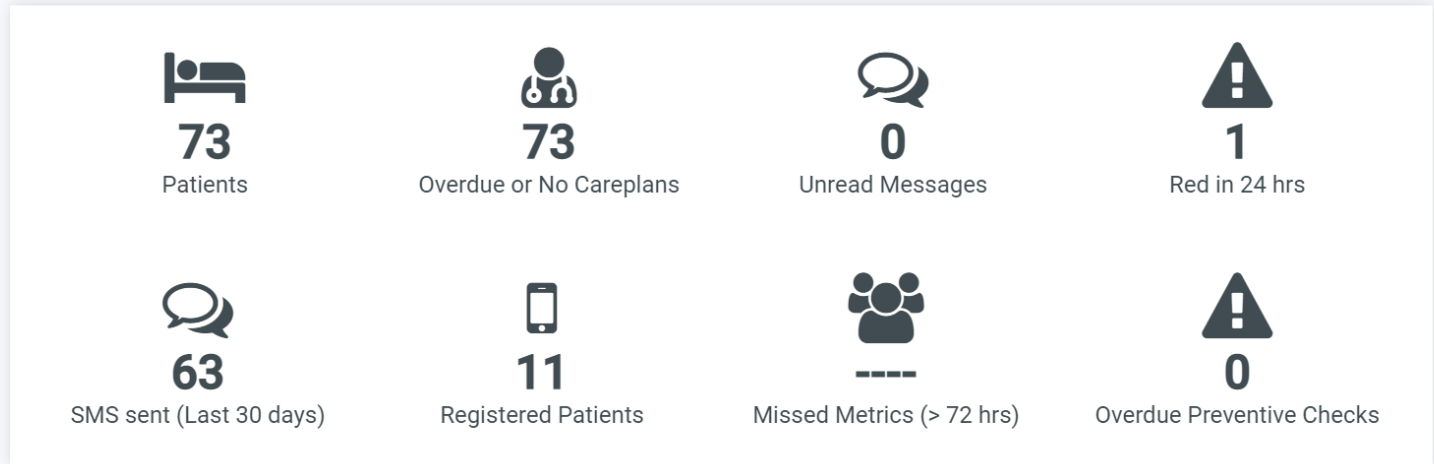 73
Patients
73
Overdue or No Careplans
0
Unread Messages
1
Red in 24 hrs
63
SMS sent (Last 30 days)
11
Registered Patients
----
Missed Metrics (> 72 hrs)
0
Overdue Preventive Checks